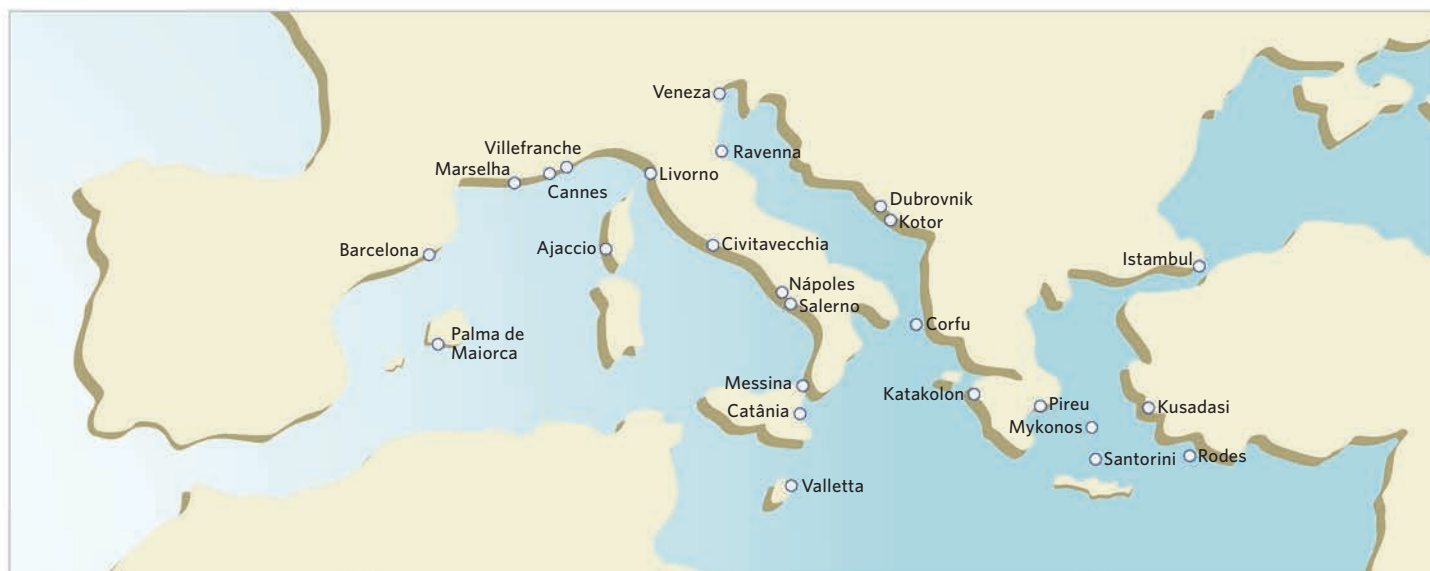 Veneza
Ravenna
Villefranche
Marselha
Cannes
Livorno
Dubrovnik
Kotor
Barcelona
Ajaccio
Civitavecchia
Istambul
Nápoles
Salerno
Corfu
Palma de
Maiorca
Messina
Catânia
Katakolon
Pireu
Mykonos
Kusadasi
Santorini
Rodes
Valletta